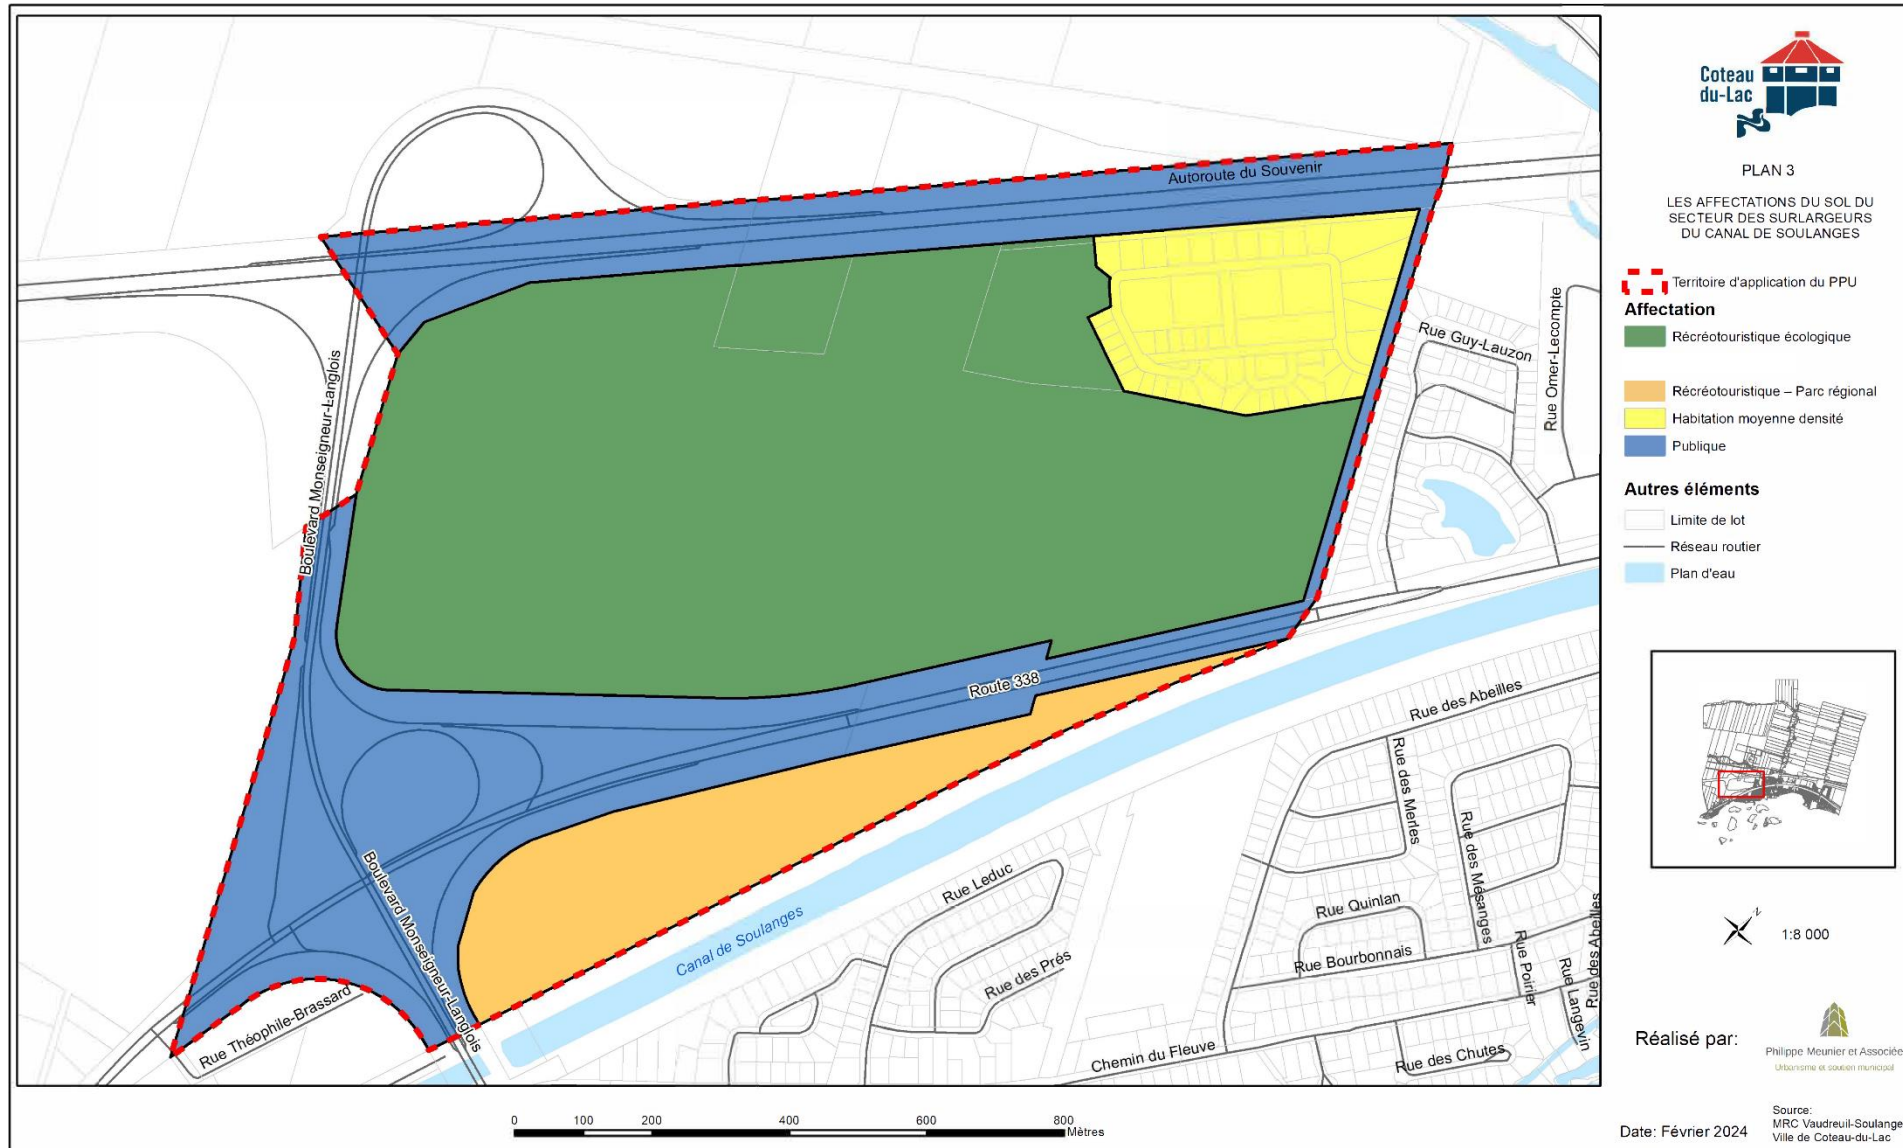 Coteau
du-Lac
PLAN 3
LES AFFECTATIONS DU SOL DU
SECTEUR DES SURLARGEURS
DU CANAL DE SOULANGES
Territoire d'application du PPU
Affectation
Récréotouristique écologique
Récréotouristique – Parc régional
Habitation moyenne densité
Publique
Autres éléments
Limite de lot
Réseau routier
Plan d'eau
N
1:8 000
Réalisé par:
Philippe Meunier et Associée
Urbanisme et soutien municipal
Date: Février 2024
Source:
MRC Vaudreuil-Soulange
Ville de Coteau-du-Lac
Autoroute du Souvenir
Boulevard Monseigneur-Langlois
Rue Guy-Lauzon
Rue Omer-Lecompte
Route 338
Rue des Abeilles
Rue des Merles
Rue des Mésanges
Rue Leduc
Rue Quinlan
Boulevard Monseigneur-Langlois
Canal de Soulanges
Rue des Prés
Rue Bourbonnais
Rue Poirier
Rue Langevin
Rue des Abeilles
Rue Théophile-Brassard
Chemin du Fleuve
Rue des Chutes
0 100 200 400 600 800
Mètres